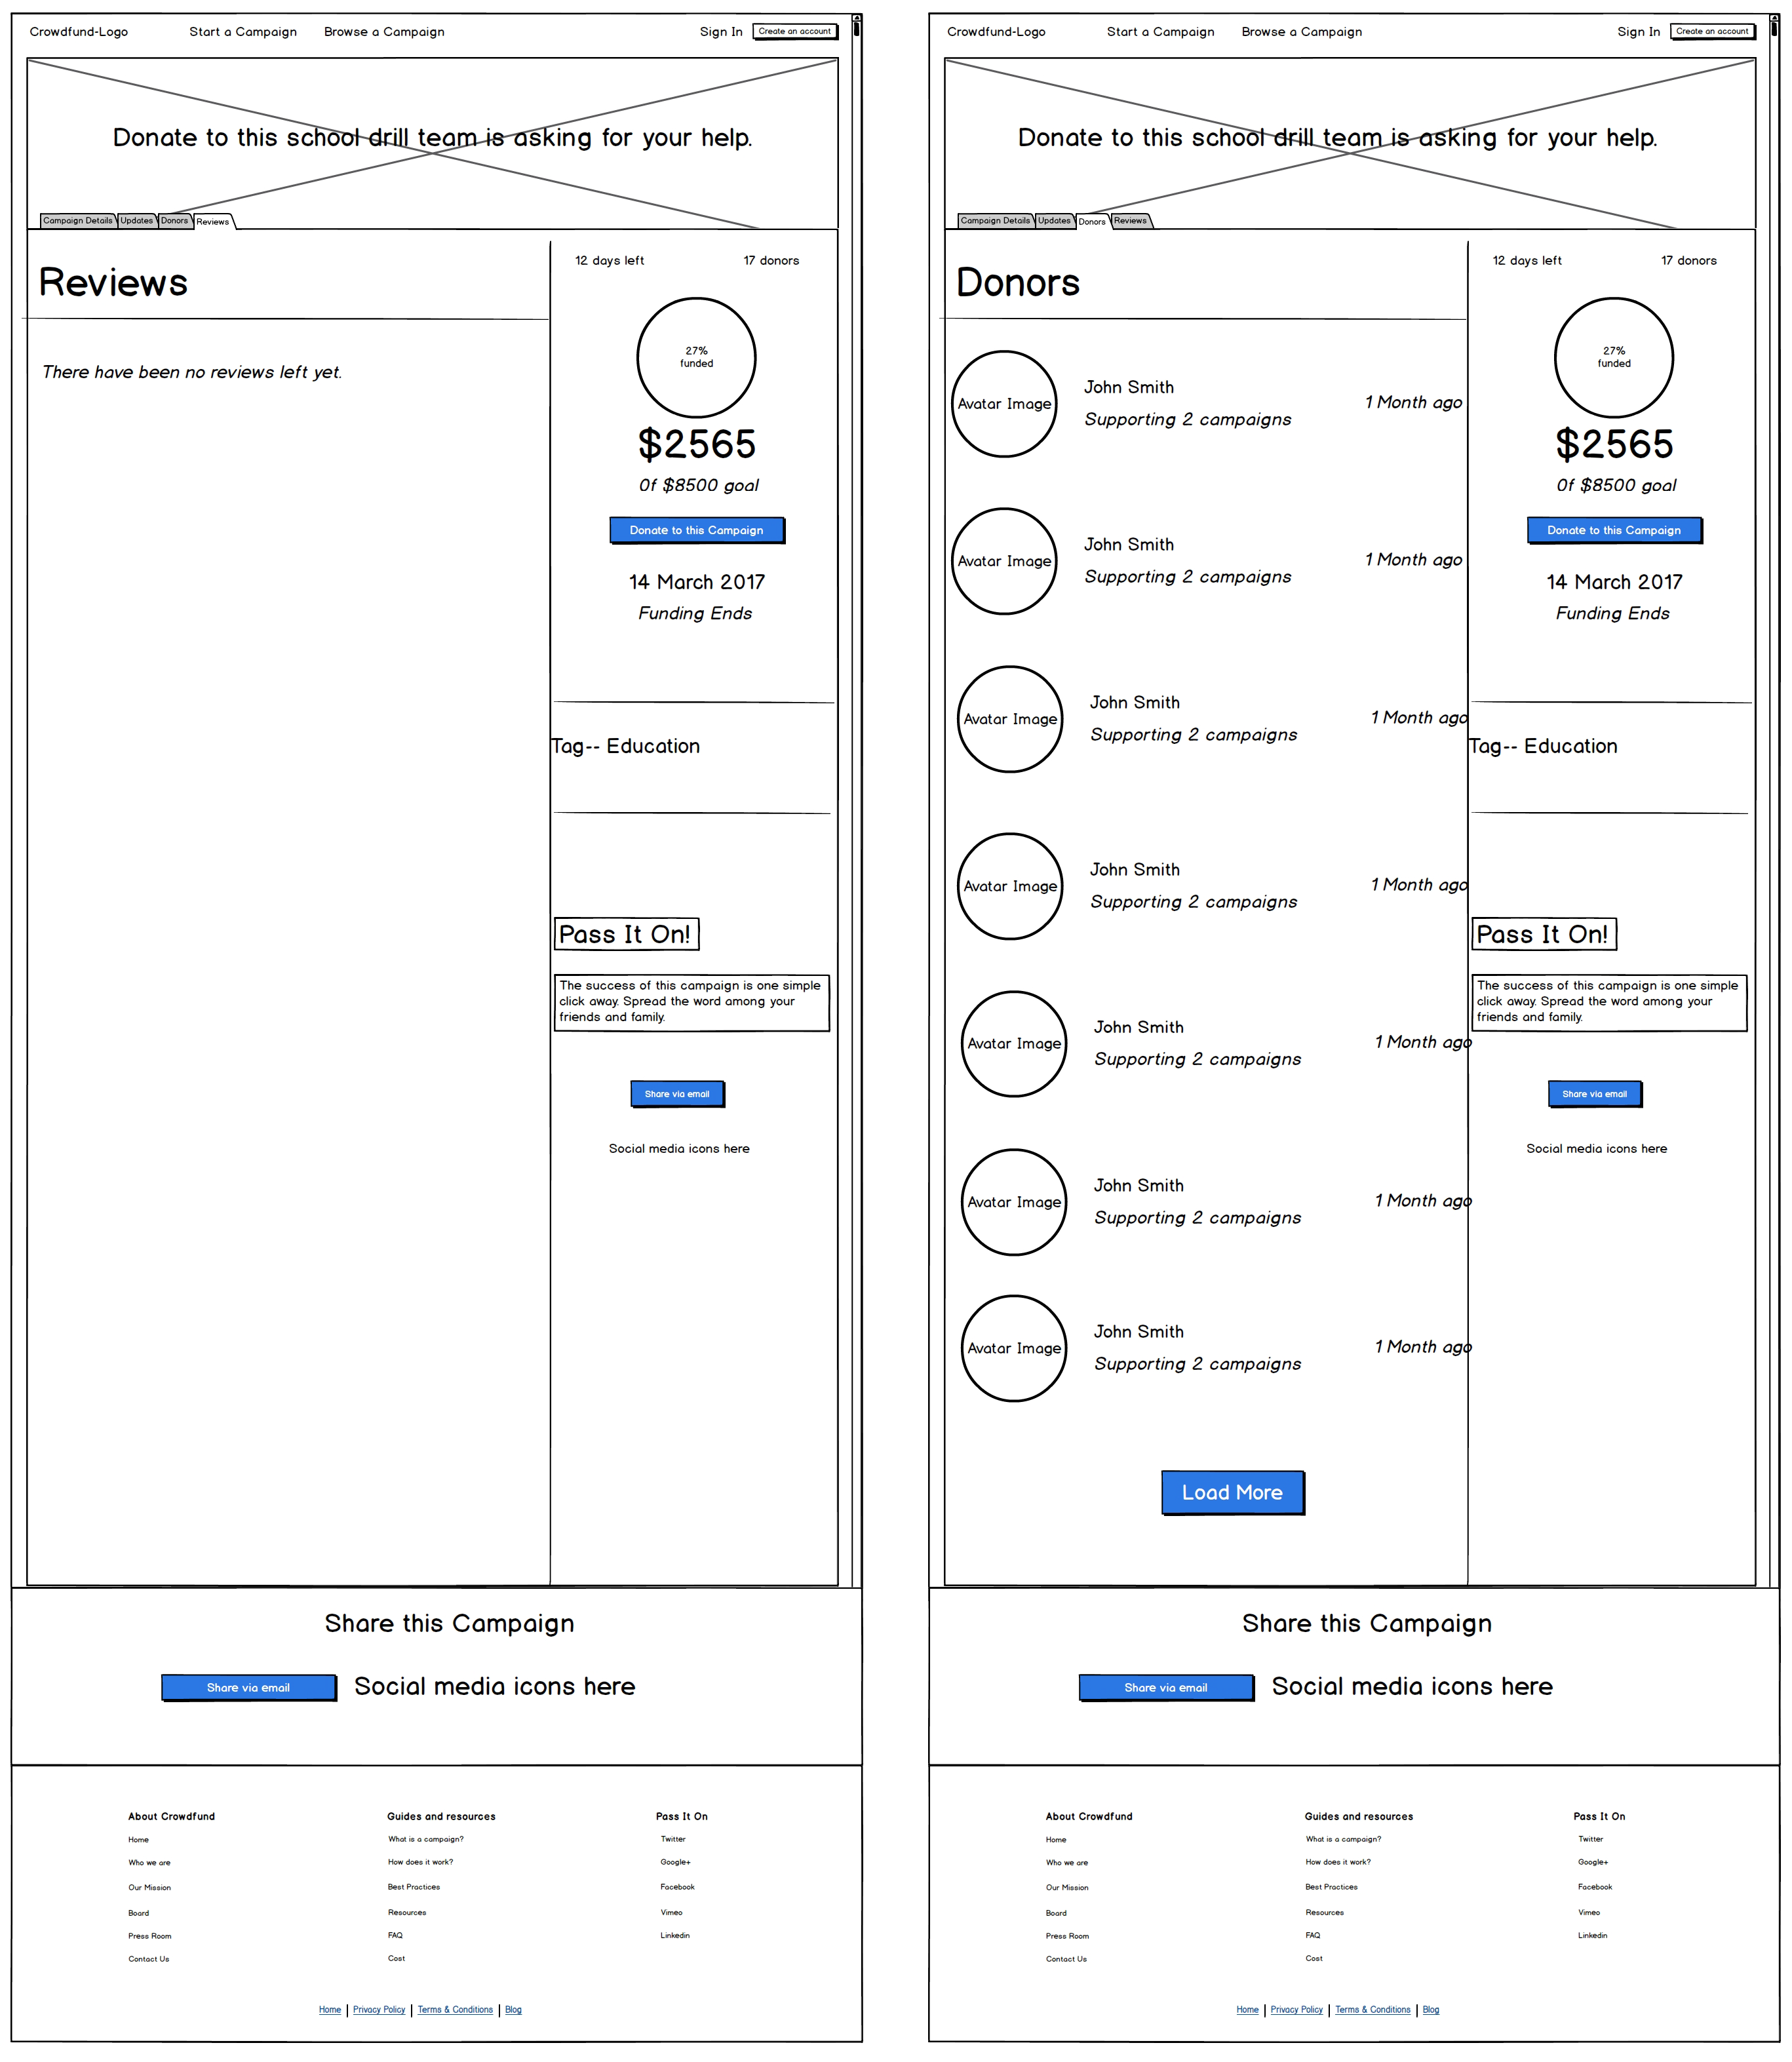 Crowdfund-Logo
Start a Campaign
Browse a Campaign
Sign In
Create an account
Donate to this school drill team is asking for your help.
Campaign Details
Updates
Donors
Reviews
Reviews
There have been no reviews left yet.
12 days left
17 donors
27%
funded
$2565
0f $8500 goal
Donate to this Campaign
14 March 2017
Funding Ends
Tag-- Education
Pass It On!
The success of this campaign is one simple
click away. Spread the word among your
friends and family.
Share via email
Social media icons here
Share this Campaign
Share via email
Social media icons here
About Crowdfund
Home
Who we are
Our Mission
Board
Press Room
Contact Us
Guides and resources
What is a campaign?
How does it work?
Best Practices
Resources
FAQ
Cost
Pass It On
Twitter
Google+
Facebook
Vimeo
Linkedin
Home | Privacy Policy | Terms & Conditions | Blog
Crowdfund-Logo
Start a Campaign
Browse a Campaign
Sign In
Create an account
Donate to this school drill team is asking for your help.
Campaign Details
Updates
Donors
Reviews
Donors
Avatar Image
John Smith
Supporting 2 campaigns
1 Month ago
Avatar Image
John Smith
Supporting 2 campaigns
1 Month ago
Avatar Image
John Smith
Supporting 2 campaigns
1 Month ago
Avatar Image
John Smith
Supporting 2 campaigns
1 Month ago
Avatar Image
John Smith
Supporting 2 campaigns
1 Month ago
Avatar Image
John Smith
Supporting 2 campaigns
1 Month ago
Avatar Image
John Smith
Supporting 2 campaigns
1 Month ago
Load More
12 days left
17 donors
27%
funded
$2565
0f $8500 goal
Donate to this Campaign
14 March 2017
Funding Ends
Tag-- Education
Pass It On!
The success of this campaign is one simple
click away. Spread the word among your
friends and family.
Share via email
Social media icons here
Share this Campaign
Share via email
Social media icons here
About Crowdfund
Home
Who we are
Our Mission
Board
Press Room
Contact Us
Guides and resources
What is a campaign?
How does it work?
Best Practices
Resources
FAQ
Cost
Pass It On
Twitter
Google+
Facebook
Vimeo
Linkedin
Home | Privacy Policy | Terms & Conditions | Blog